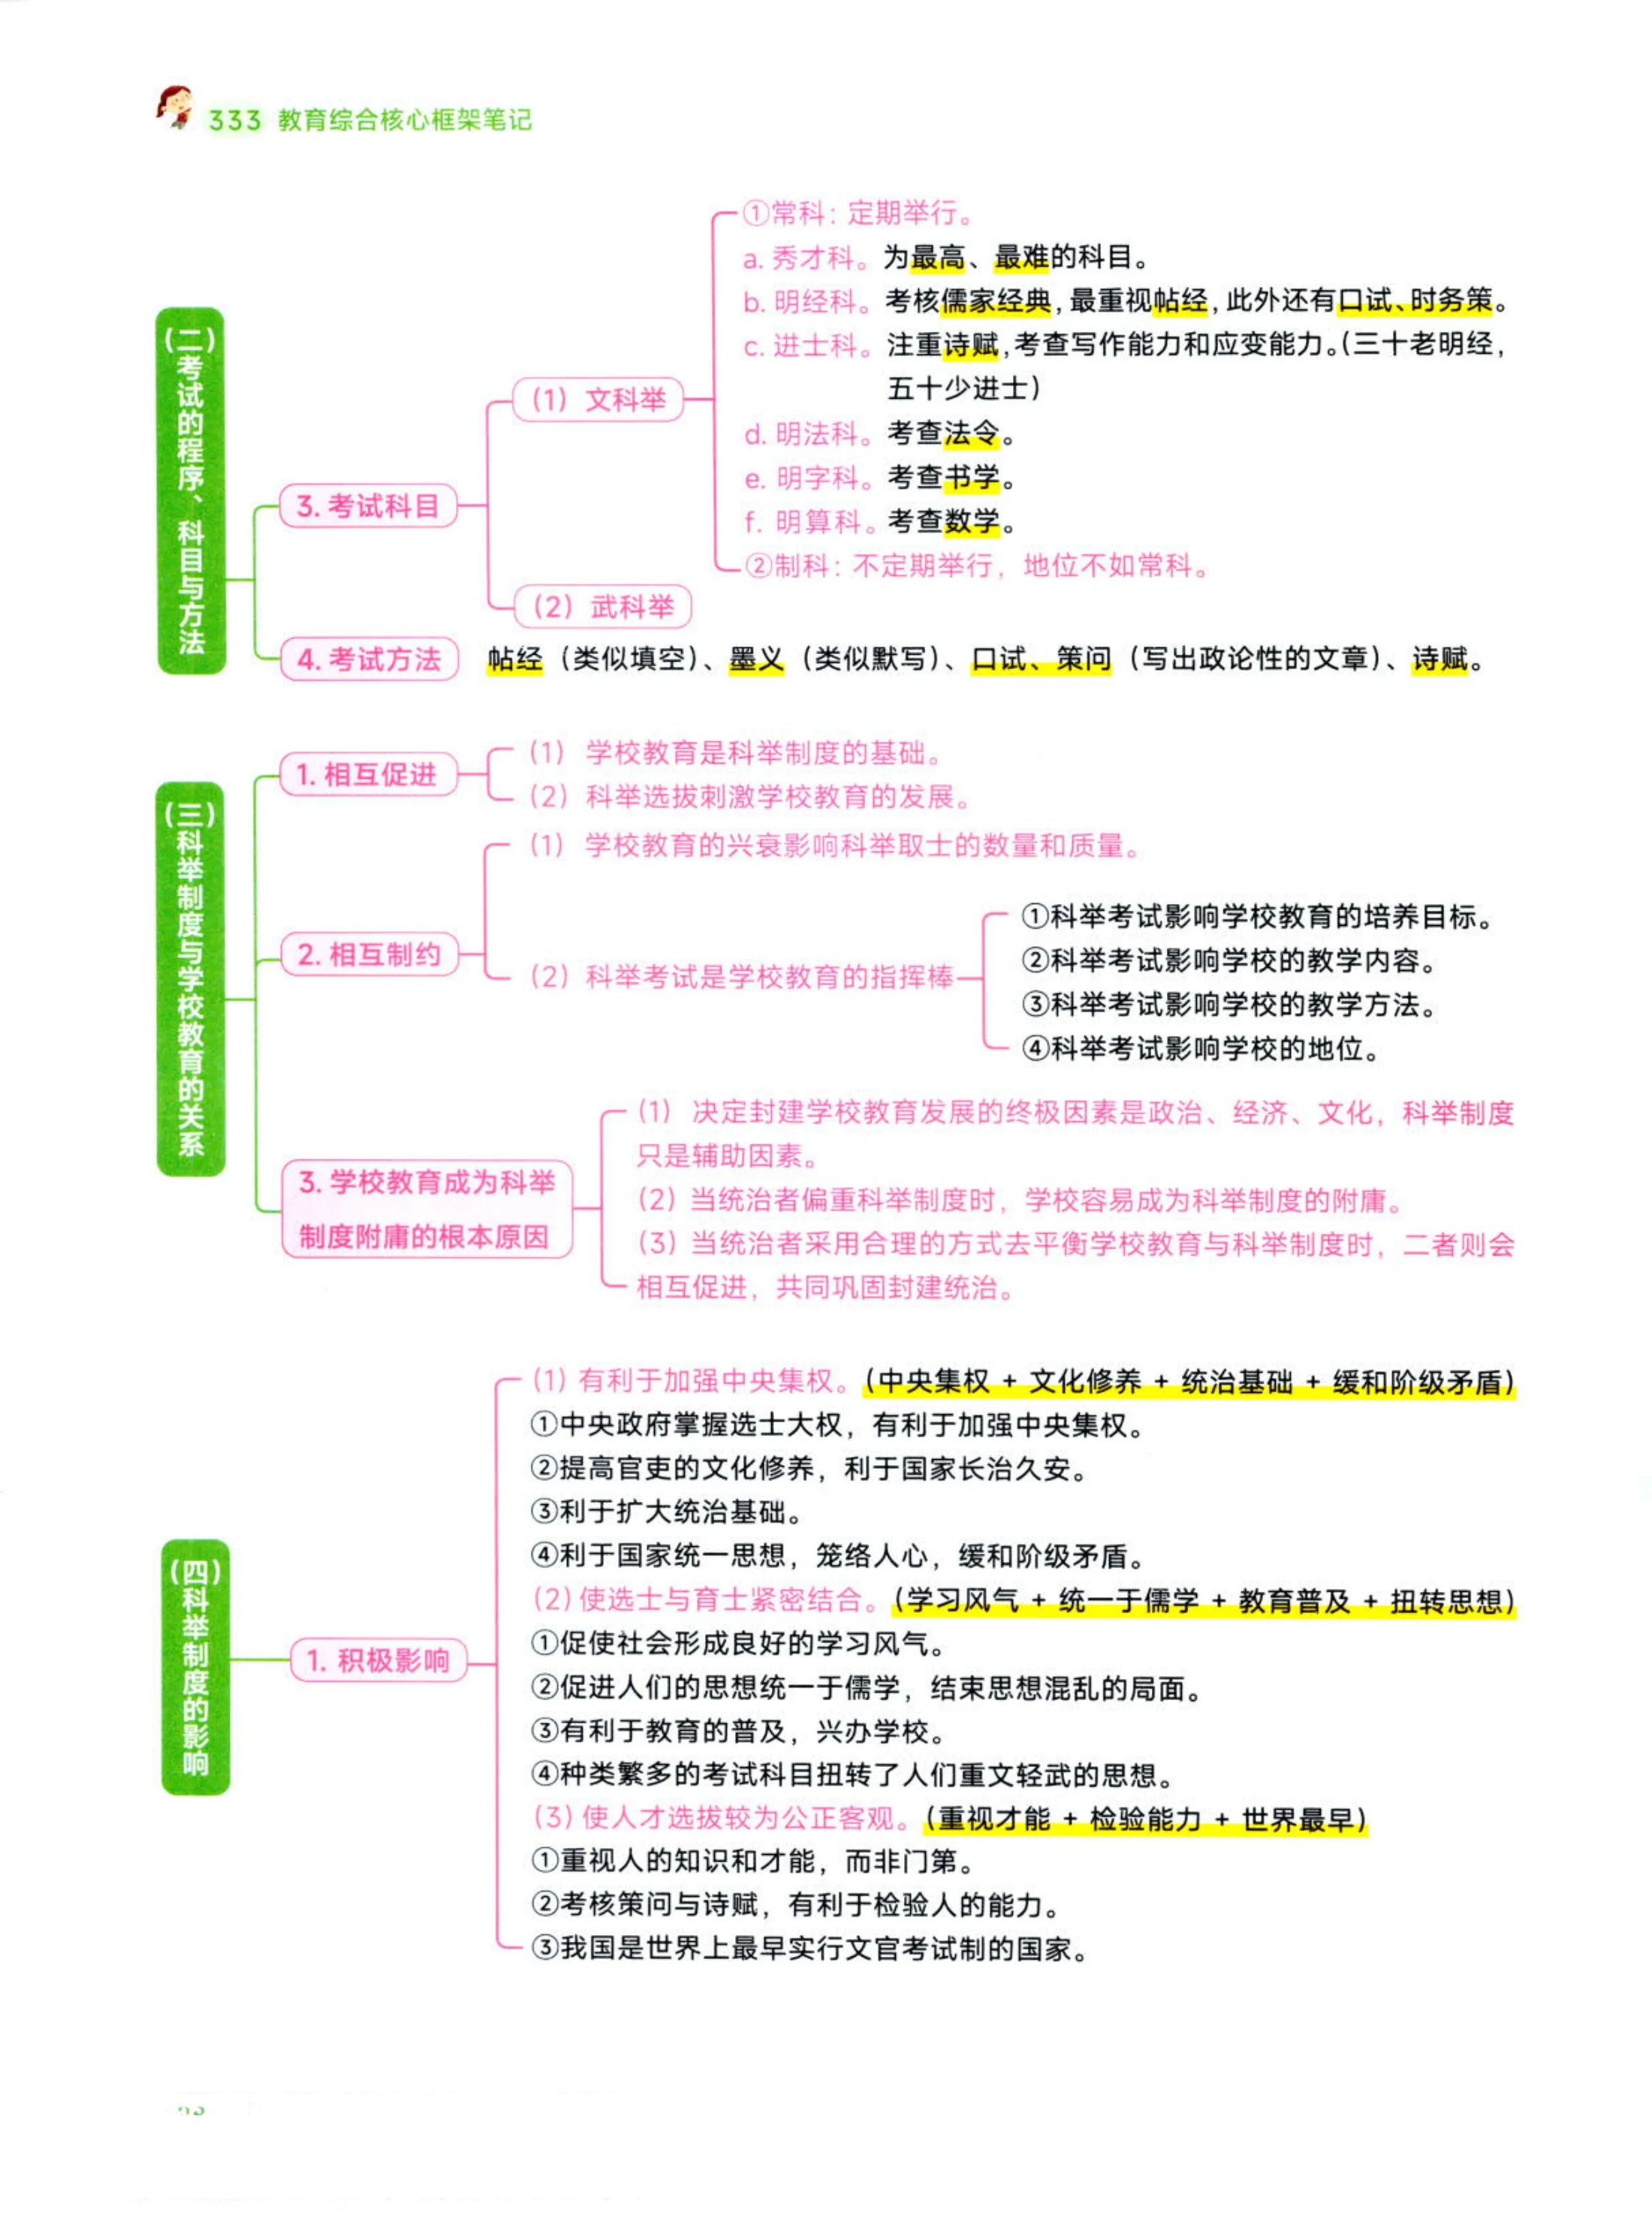 333 教育综合核心框架笔记
(二)考试的程序、科目与方法
3. 考试科目
(1) 文科举
①常科：定期举行。
a. 秀才科。为最高、最难的科目。
b. 明经科。考核儒家经典，最重视帖经，此外还有口试、时务策。
c. 进士科。注重诗赋，考查写作能力和应变能力。(三十老明经，
五十少进士)
d. 明法科。考查法令。
e. 明字科。考查书学。
f. 明算科。考查数学。
②制科：不定期举行，地位不如常科。
(2) 武科举
4. 考试方法
帖经（类似填空）、墨义（类似默写）、口试、策问（写出政论性的文章）、诗赋。
(三)科举制度与学校教育的关系
1. 相互促进
(1) 学校教育是科举制度的基础。
(2) 科举选拔刺激学校教育的发展。
2. 相互制约
(1) 学校教育的兴衰影响科举取士的数量和质量。
(2) 科举考试是学校教育的指挥棒
①科举考试影响学校教育的培养目标。
②科举考试影响学校的教学内容。
③科举考试影响学校的教学方法。
④科举考试影响学校的地位。
3. 学校教育成为科举
制度附庸的根本原因
(1) 决定封建学校教育发展的终极因素是政治、经济、文化，科举制度
只是辅助因素。
(2) 当统治者偏重科举制度时，学校容易成为科举制度的附庸。
(3) 当统治者采用合理的方式去平衡学校教育与科举制度时，二者则会
相互促进，共同巩固封建统治。
(四)科举制度的影响
1. 积极影响
(1) 有利于加强中央集权。(中央集权 + 文化修养 + 统治基础 + 缓和阶级矛盾)
①中央政府掌握选士大权，有利于加强中央集权。
②提高官吏的文化修养，利于国家长治久安。
③利于扩大统治基础。
④利于国家统一思想，笼络人心，缓和阶级矛盾。
(2) 使选士与育士紧密结合。(学习风气 + 统一于儒学 + 教育普及 + 扭转思想)
①促使社会形成良好的学习风气。
②促进人们的思想统一于儒学，结束思想混乱的局面。
③有利于教育的普及，兴办学校。
④种类繁多的考试科目扭转了人们重文轻武的思想。
(3) 使人才选拔较为公正客观。(重视才能 + 检验能力 + 世界最早)
①重视人的知识和才能，而非门第。
②考核策问与诗赋，有利于检验人的能力。
③我国是世界上最早实行文官考试制的国家。